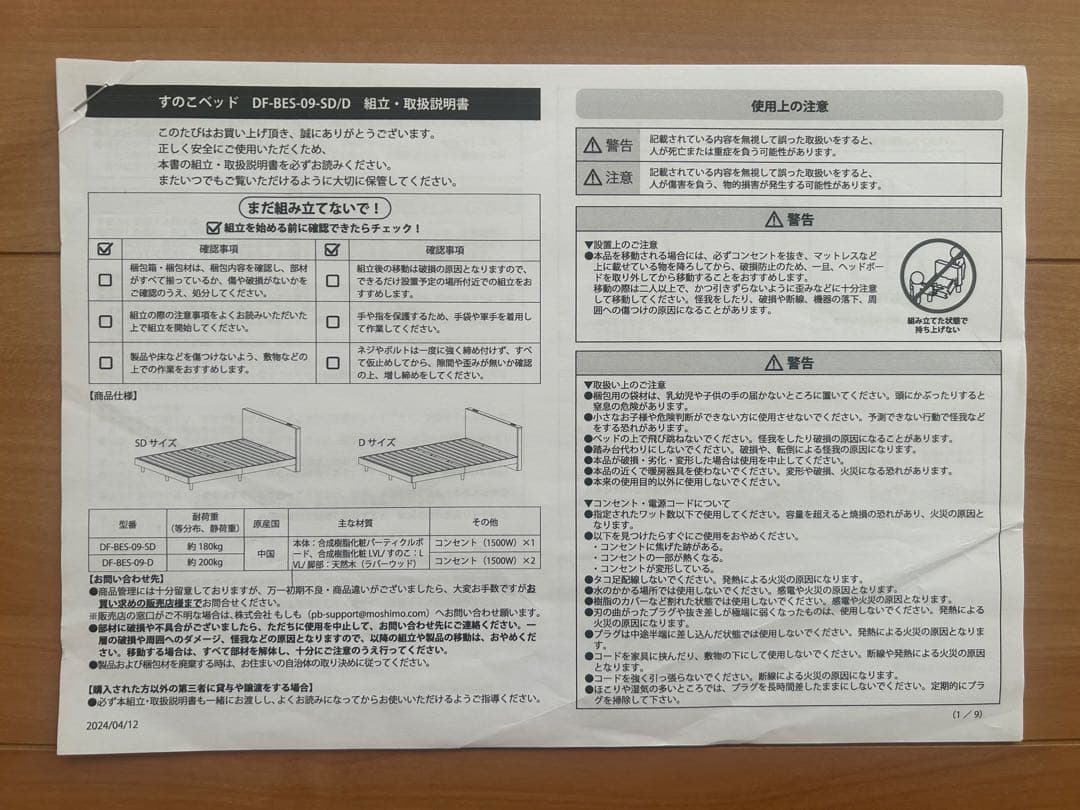 すのこベッド DF-BES-09-SD/D 組立・取扱説明書
このたびはお買い上げ頂き、誠にありがとうございます。
正しく安全にご使用いただくため、
本書の組立・取扱説明書を必ずお読みください。
またいつでもご覧いただけるように大切に保管してください。
まだ組み立てないで！
組立を始める前に確認できたらチェック！
確認事項
確認事項
梱包箱・梱包材は、梱包内容を確認し、部材
がすべて揃っているか、傷や破損がないかを
ご確認のうえ、処分してください。
組立後の移動は破損の原因となりますので、
できるだけ設置予定の場所付近での組立をお
すすめします。
組立の際の注意事項をよくお読みいただいた
上で組立を開始してください。
手や指を保護するため、手袋や軍手を着用し
て作業してください。
製品や床などを傷つけないよう、敷物などの
上での作業をおすすめします。
ネジやボルトは一度に強く締め付けず、すべ
て仮止めしてから、隙間や歪みが無いか確認
の上、増し締めをしてください。
【商品仕様】
SDサイズ
Dサイズ
型番
耐荷重
（等分布、静荷重）
原産国
主な材質
その他
DF-BES-09-SD
約180kg
中国
本体：合成樹脂化粧パーティクルボ
ード、合成樹脂化粧LVL/ すのこ：L
VL/ 脚部：天然木（ラバーウッド）
コンセント（1500W）×1
DF-BES-09-D
約200kg
コンセント（1500W）×2
【お問い合わせ先】
●商品管理には十分留意しておりますが、万一初期不良・商品違いがございましたら、大変お手数ですがお
買い求めの販売店様までお問合せください。
※販売店の窓口がご不明な場合は、株式会社 もしも（pb-support@moshimo.com）へお問い合わせ願います。
●部材に破損や不具合がございましたら、ただちに使用を中止して、お問い合わせ先にご連絡ください。一
層の破損や周囲へのダメージ、怪我などの原因となりますので、以降の組立や製品の移動は、おやめくだ
さい。移動する場合は、すべて部材を解体し、十分にご注意のうえ行ってください。
●製品および梱包材を廃棄する時は、お住まいの自治体の取り決めに従ってください。
【購入された方以外の第三者に貸与や譲渡をする場合】
●必ず本組立・取扱説明書も一緒にお渡しし、よくお読みになってからお使いいただけるようご指導ください。
2024/04/12
使用上の注意
警告
記載されている内容を無視して誤った取扱いをすると、
人が死亡または重症を負う可能性があります。
注意
記載されている内容を無視して誤った取扱いをすると、
人が傷害を負う、物的損害が発生する可能性があります。
警告
▼設置上のご注意
●本品を移動される場合には、必ずコンセントを抜き、マットレスなど
上に載せている物を降ろしてから、破損防止のため、一旦、ヘッドボー
ドを取り外してから移動することをおすすめします。
移動の際は二人以上で、かつ引きずらないように歪みなどに十分注意
して移動してください。怪我をしたり、破損や断線、機器の落下、周
囲への傷つけの原因になることがあります。
組み立てた状態で
持ち上げない
警告
▼取扱い上のご注意
●梱包用の袋材は、乳幼児や子供の手の届かないところに置いてください。頭にかぶったりすると
窒息の危険があります。
●小さなお子様や危険判断ができない方に使用させないでください。予測できない行動で怪我など
をする恐れがあります。
●ベッドの上で飛び跳ねないでください。怪我をしたり破損の原因になることがあります。
●踏み台代わりにしないでください。破損や、転倒による怪我の原因になります。
●本品が破損・劣化・変形した場合は使用を中止してください。
●本品の近くで暖房器具を使わないでください。変形や破損、火災になる恐れがあります。
●本来の使用目的以外に使用しないでください。
▼コンセント・電源コードについて
●指定されたワット数以下で使用してください。容量を超えると焼損の恐れがあり、火災の原因と
なります。
●以下を見つけたらすぐにご使用をおやめください。
・コンセントに焦げた跡がある。
・コンセントの一部が熱くなる。
・コンセントが変形している。
●タコ足配線しないでください。発熱による火災の原因になります。
●水のかかる場所では使用しないでください。感電や火災の原因となります。
●樹脂のカバーなど割れた状態では使用しないでください。感電や火災の原因となります。
●刃の曲がったプラグや抜き差しが極端に弱くなったものは、使用しないでください。発熱による
火災の原因になります。
●プラグは中途半端に差し込んだ状態では使用しないでください。発熱による火災の原因となりま
す。
●コードを家具に挟んだり、敷物の下にして使用しないでください。断線や発熱による火災の原因
となります。
●コードを強く引っ張らないでください。断線による火災の原因になります。
●ほこりや湿気の多いところでは、プラグを長時間差したままにしないでください。定期的にプラ
グを掃除して下さい。
（1／9）